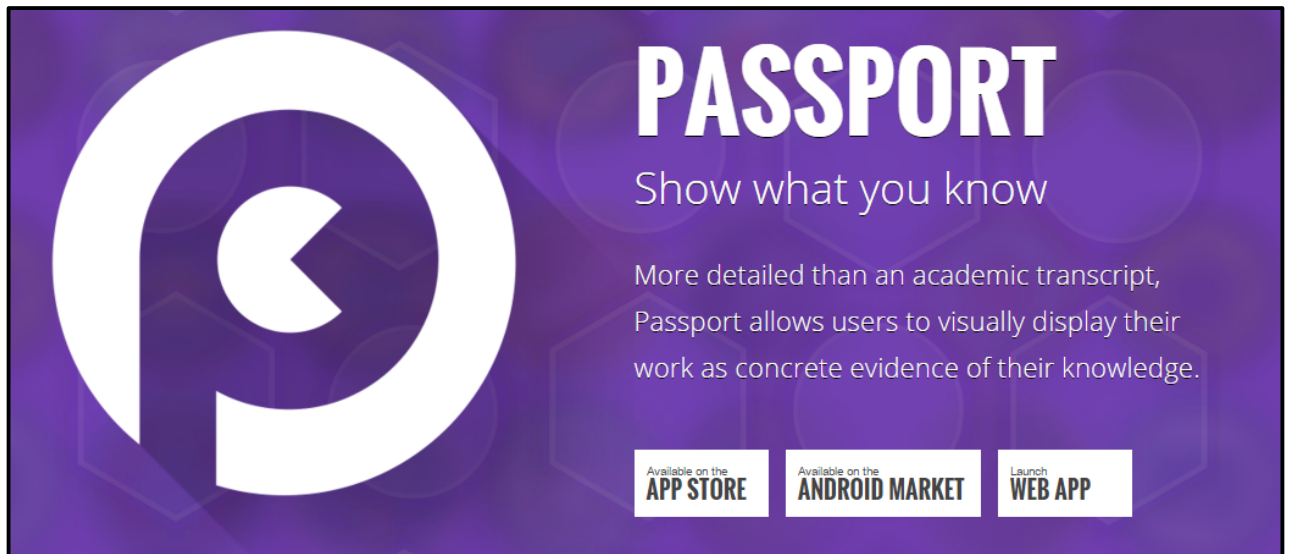 PASSPORT
Show what you know
More detailed than an academic transcript,
Passport allows users to visually display their
work as concrete evidence of their knowledge.
Available on the
APP STORE
Available on the
ANDROID MARKET
Launch
WEB APP